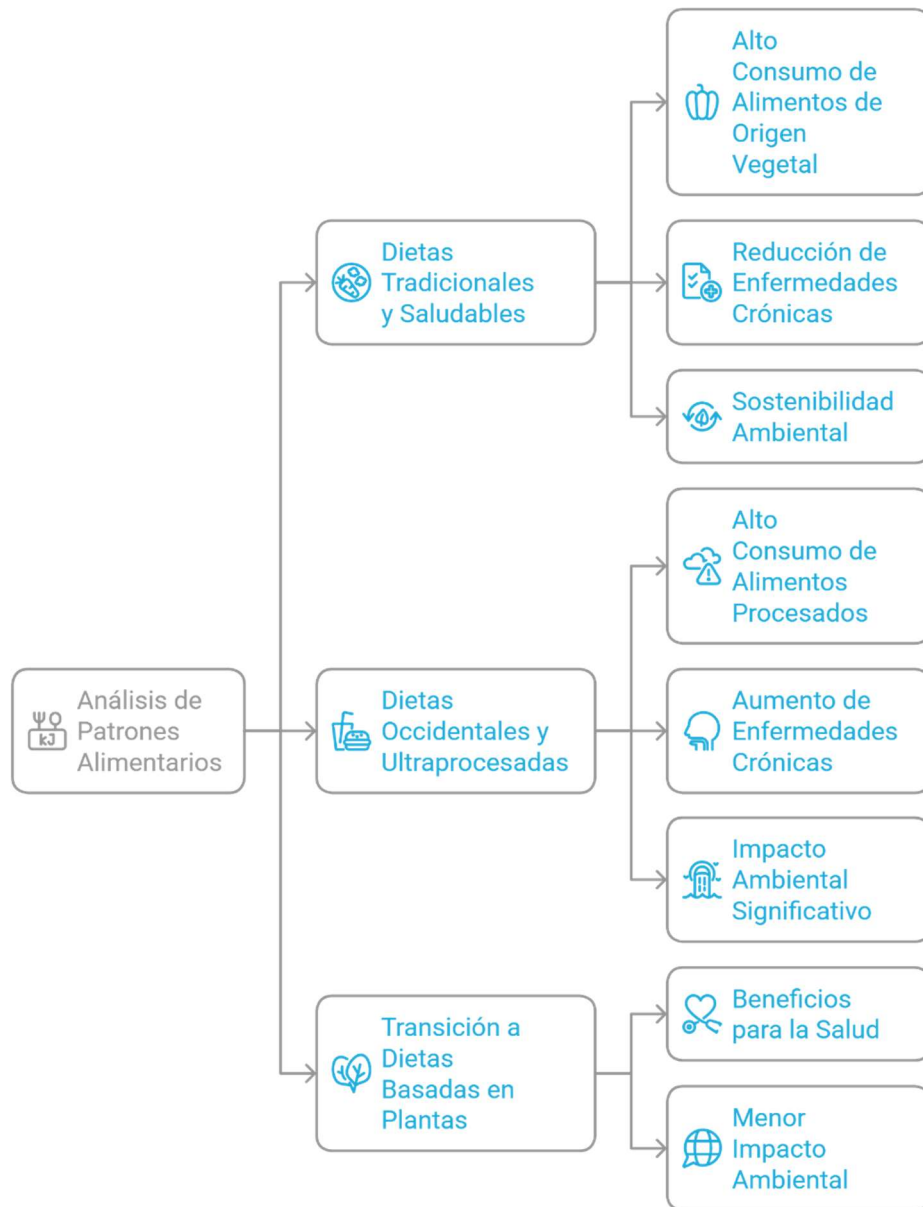 Análisis de
Patrones
Alimentarios
kJ
Dietas
Tradicionales
y Saludables
Alto
Consumo de
Alimentos de
Origen
Vegetal
Reducción de
Enfermedades
Crónicas
Sostenibilidad
Ambiental
Dietas
Occidentales y
Ultraprocesadas
Alto
Consumo de
Alimentos
Procesados
Aumento de
Enfermedades
Crónicas
Impacto
Ambiental
Significativo
Transición a
Dietas
Basadas en
Plantas
Beneficios
para la Salud
Menor
Impacto
Ambiental